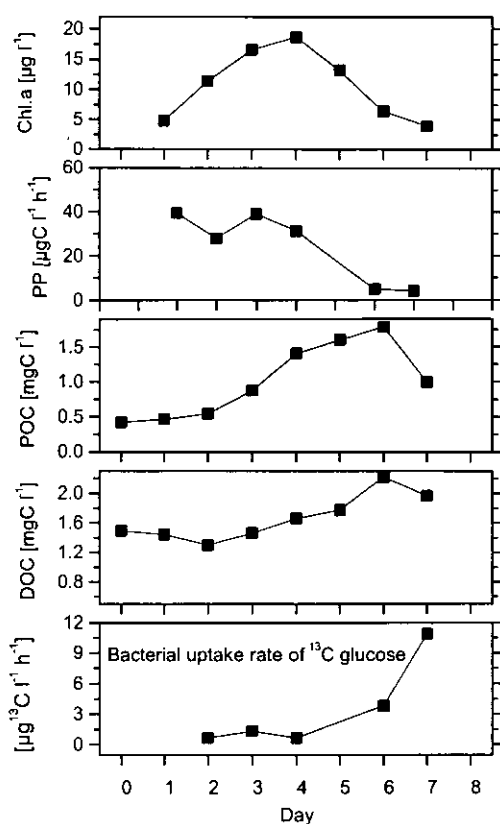 Chl.a [µg l⁻¹]
20
15
10
5
0
PP [µgC l⁻¹ h⁻¹]
60
40
20
0
POC [mgC l⁻¹]
1.5
1.0
0.5
0.0
DOC [mgC l⁻¹]
2.0
1.6
1.2
0.8
Bacterial uptake rate of ¹³C glucose
[µg¹³C l⁻¹ h⁻¹]
12
9
6
3
0
0 1 2 3 4 5 6 7 8
Day